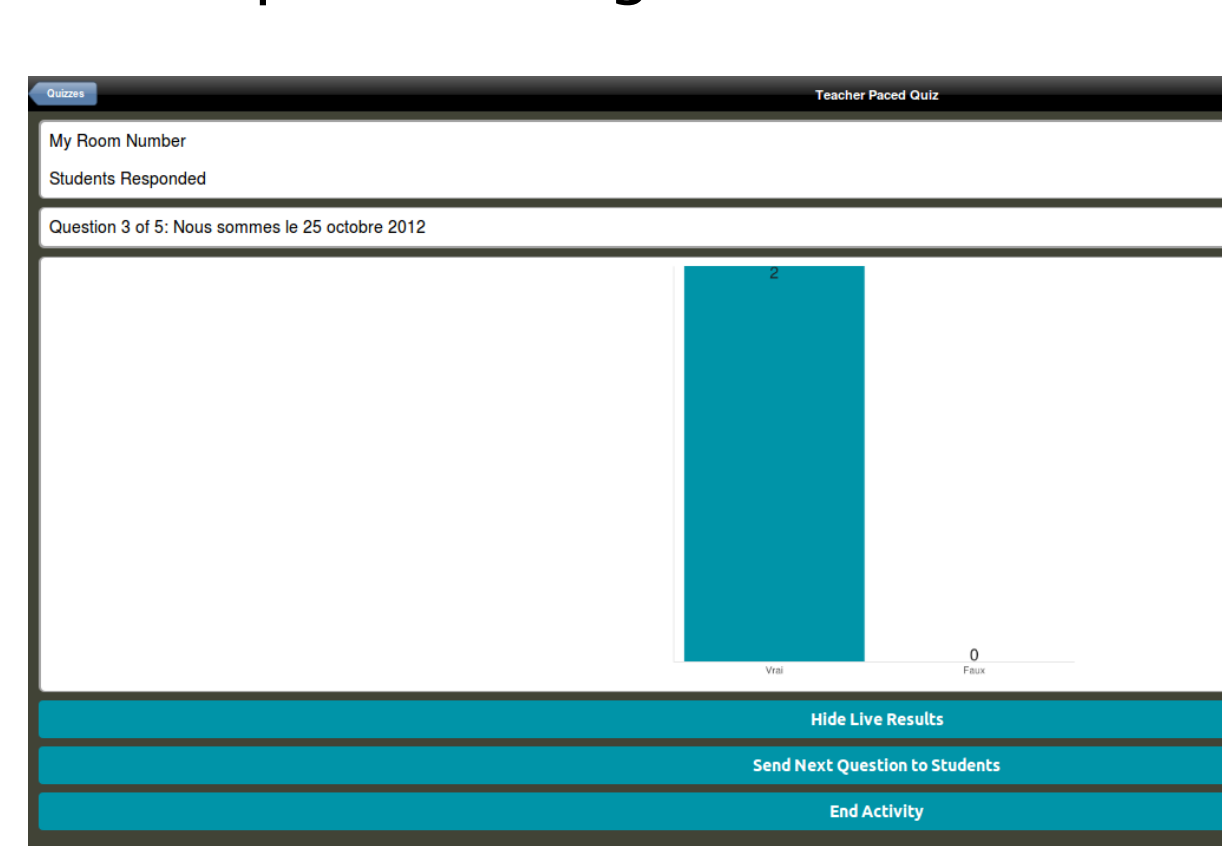 Quizzes
Teacher Paced Quiz
My Room Number
Students Responded
Question 3 of 5: Nous sommes le 25 octobre 2012
2
0
Vrai Faux
Hide Live Results
Send Next Question to Students
End Activity